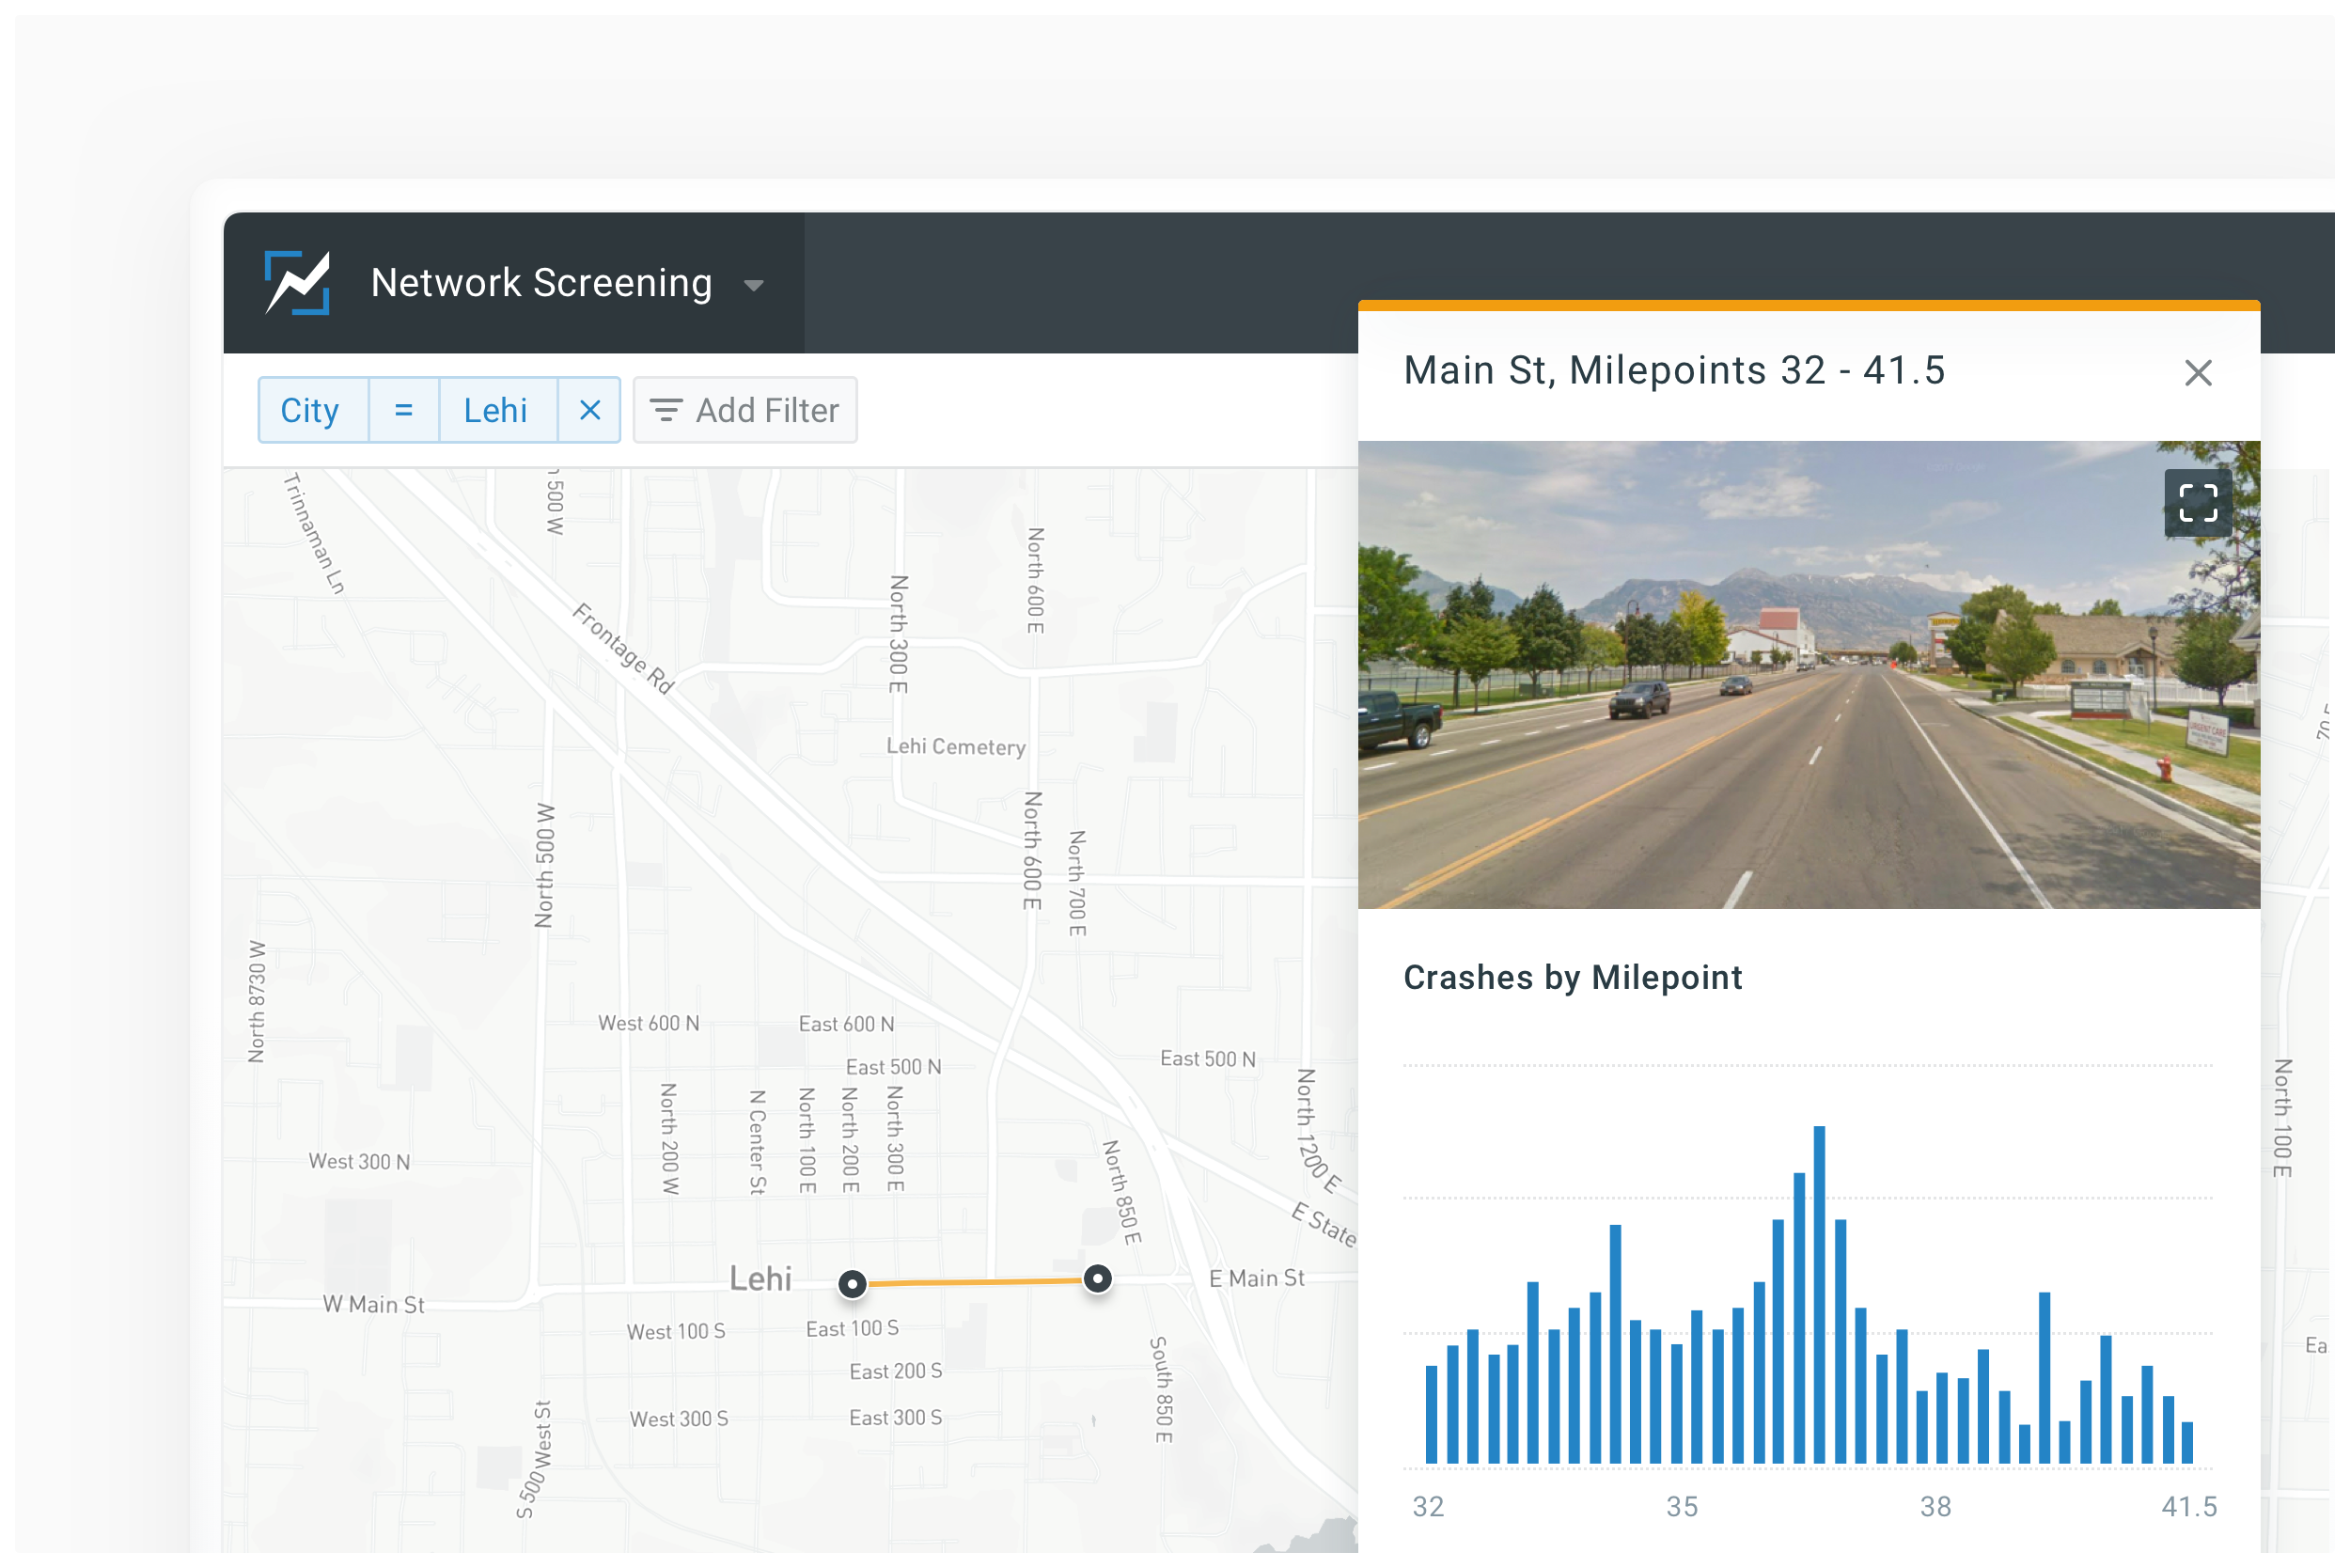 Network Screening
Main St, Milepoints 32 - 41.5
City = Lehi × Add Filter
Trinnaman Ln
500 W
Frontage Rd
North 300 E
North 600 E
Lehi Cemetery
North 500 W
North 600 E
North 700 E
North 8730 W
West 600 N
East 600 N
East 500 N
East 500 N
North 200 W
N Center St
North 100 E
North 200 E
North 300 E
North 850 E
North 1200 E
West 300 N
E State
Lehi
W Main St
E Main St
West 100 S
East 100 S
East 200 S
West 300 S
East 300 S
S 500 West St
South 850 E
URGENT CARE
North 100 E
Crashes by Milepoint
32
35
38
41.5